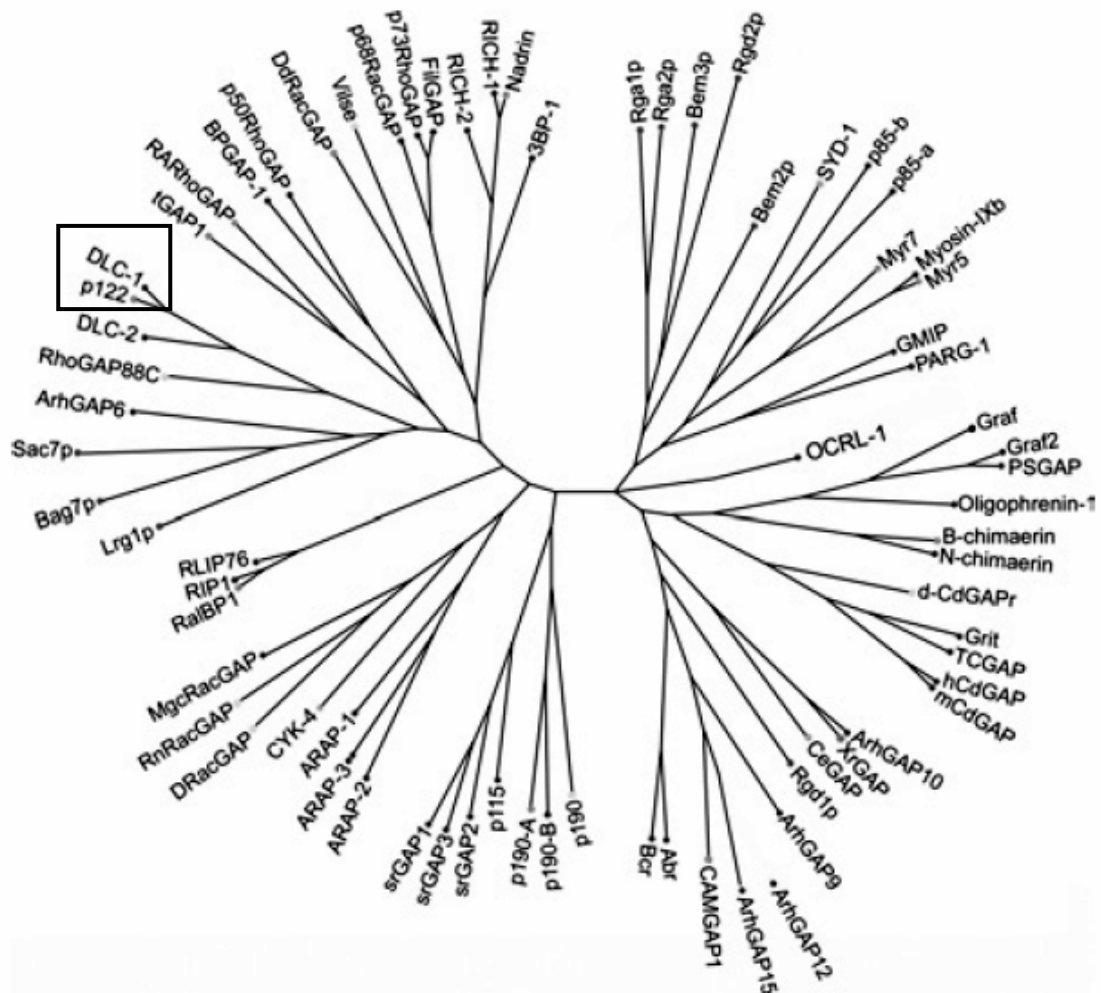 DdRacGAP
Vilse
p68RacGAP
p73RhoGAP
FilGAP
RICH-2
RICH-1
Nadrin
3BP-1
Rga1p
Rga2p
Bem3p
Rgd2p
Bem2p
SYD-1
p85-b
p85-a
Myr7
Myosin-IXb
Myr5
GMIP
PARG-1
OCRL-1
Graf
Graf2
PSGAP
Oligophrenin-1
B-chimaerin
N-chimaerin
d-CdGAPr
Grit
TCGAP
hCdGAP
mCdGAP
ArhGAP10
XrGAP
CeGAP
Rgd1p
ArhGAP9
ArhGAP12
ArhGAP15
CAMGAP1
Abr
Bcr
p190
p190-B
p190-A
p115
srGAP2
srGAP3
srGAP1
ARAP-2
ARAP-3
ARAP-1
CYK-4
DRacGAP
RnRacGAP
MgcRacGAP
RalBP1
RIP1
RLIP76
Lrg1p
Bag7p
Sac7p
ArhGAP6
RhoGAP88C
DLC-2
p122
DLC-1
tGAP1
RARhoGAP
BPGAP-1
p50RhoGAP